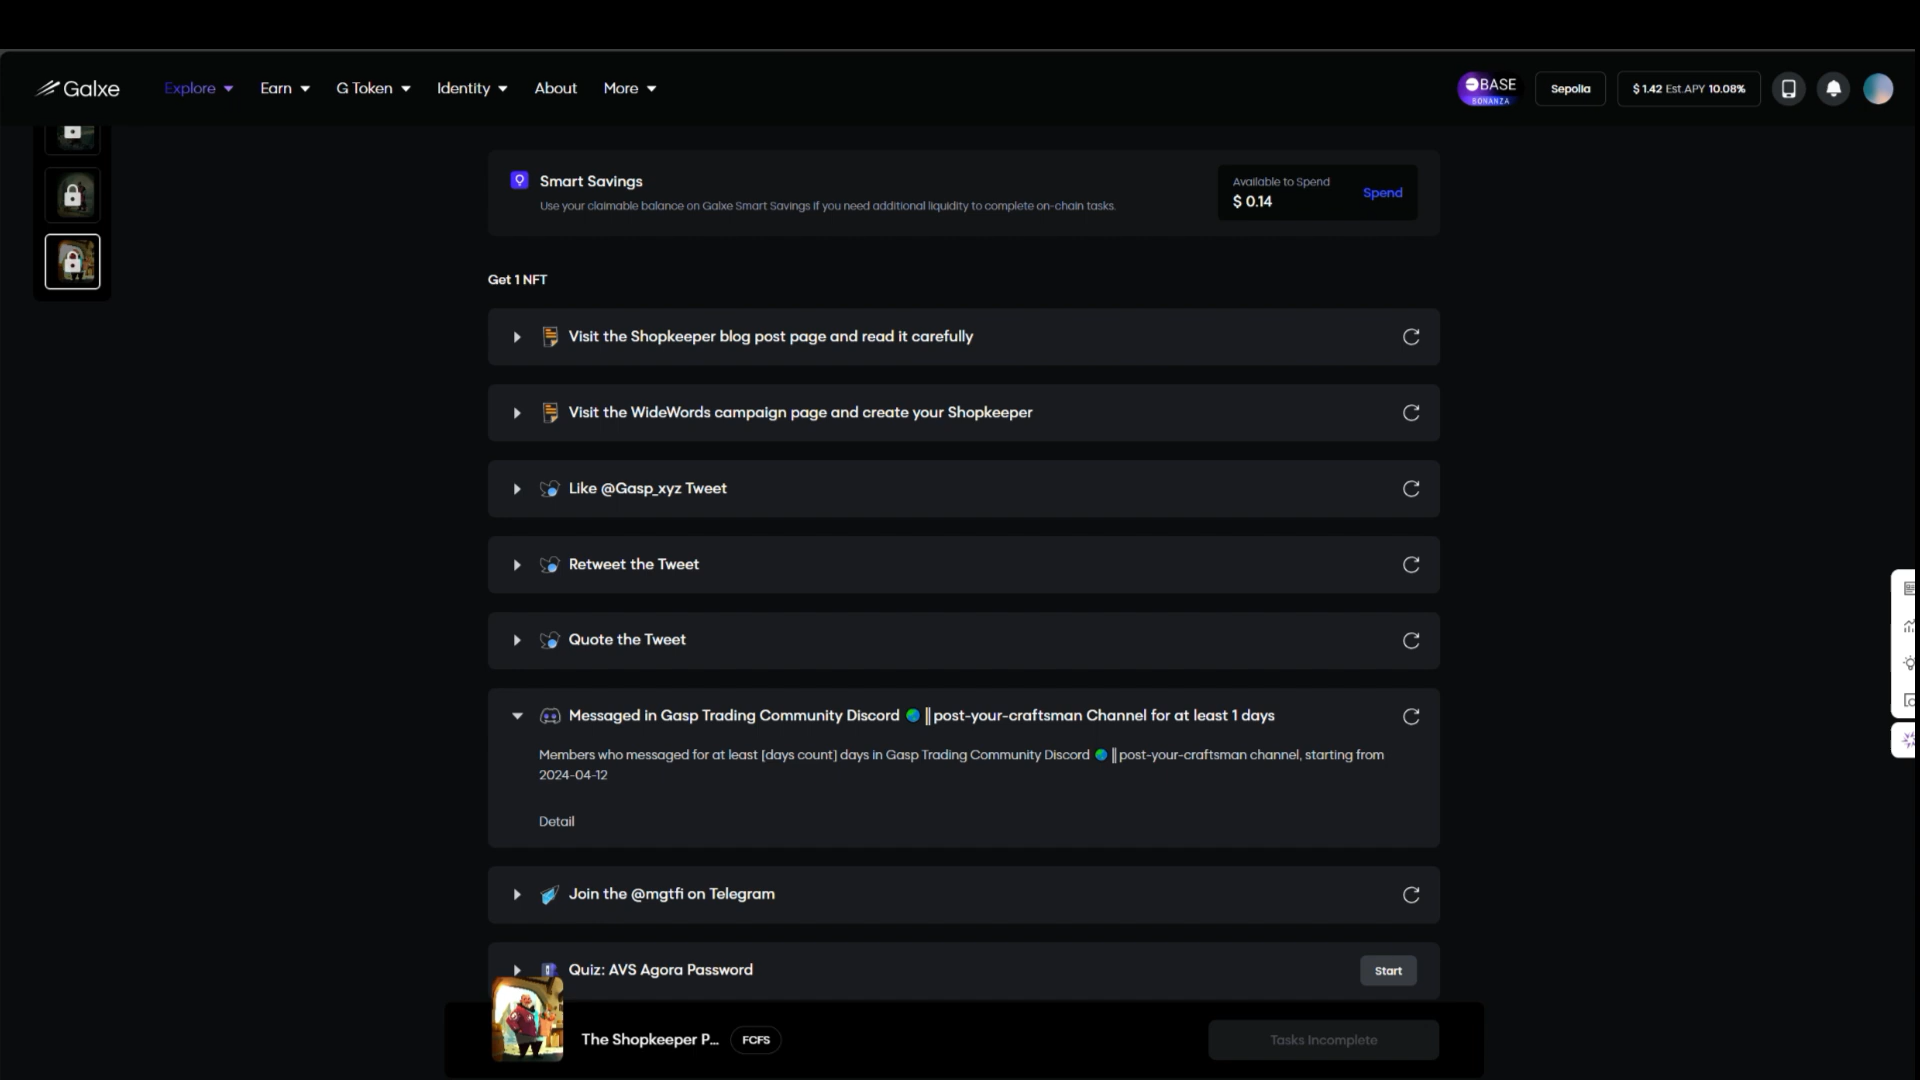 Galxe
Explore
Earn
G Token
Identity
About
More
BASE
BONANZA
Sepolia
$ 1.42 Est.APY 10.08%
Smart Savings
Use your claimable balance on Galxe Smart Savings if you need additional liquidity to complete on-chain tasks.
Available to Spend
$ 0.14
Spend
Get 1 NFT
Visit the Shopkeeper blog post page and read it carefully
Visit the WideWords campaign page and create your Shopkeeper
Like @Gasp_xyz Tweet
Retweet the Tweet
Quote the Tweet
Messaged in Gasp Trading Community Discord 🌏║post-your-craftsman Channel for at least 1 days
Members who messaged for at least [days count] days in Gasp Trading Community Discord 🌏║post-your-craftsman channel, starting from
2024-04-12
Detail
Join the @mgtfi on Telegram
Quiz: AVS Agora Password
Start
The Shopkeeper P...
FCFS
Tasks Incomplete